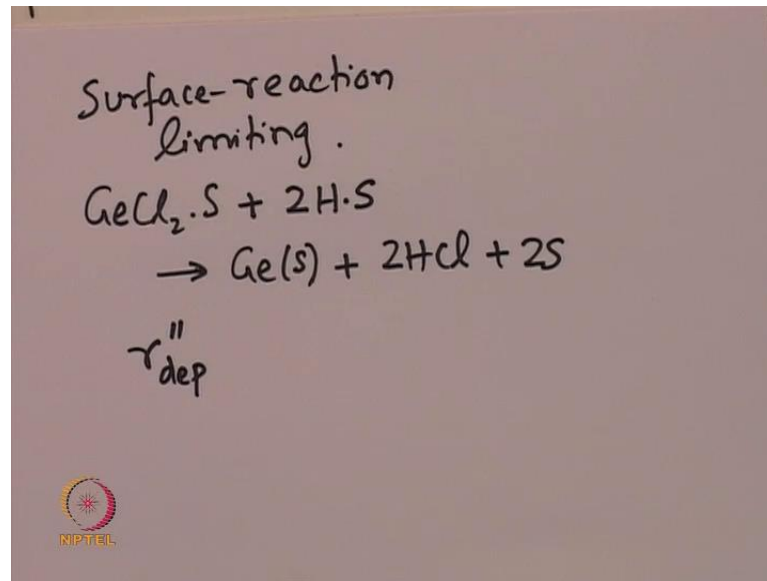 Surface-reaction
limiting.
GeCl₂.S + 2H.S
→ Ge(s) + 2HCl + 2S
r''dep
NPTEL